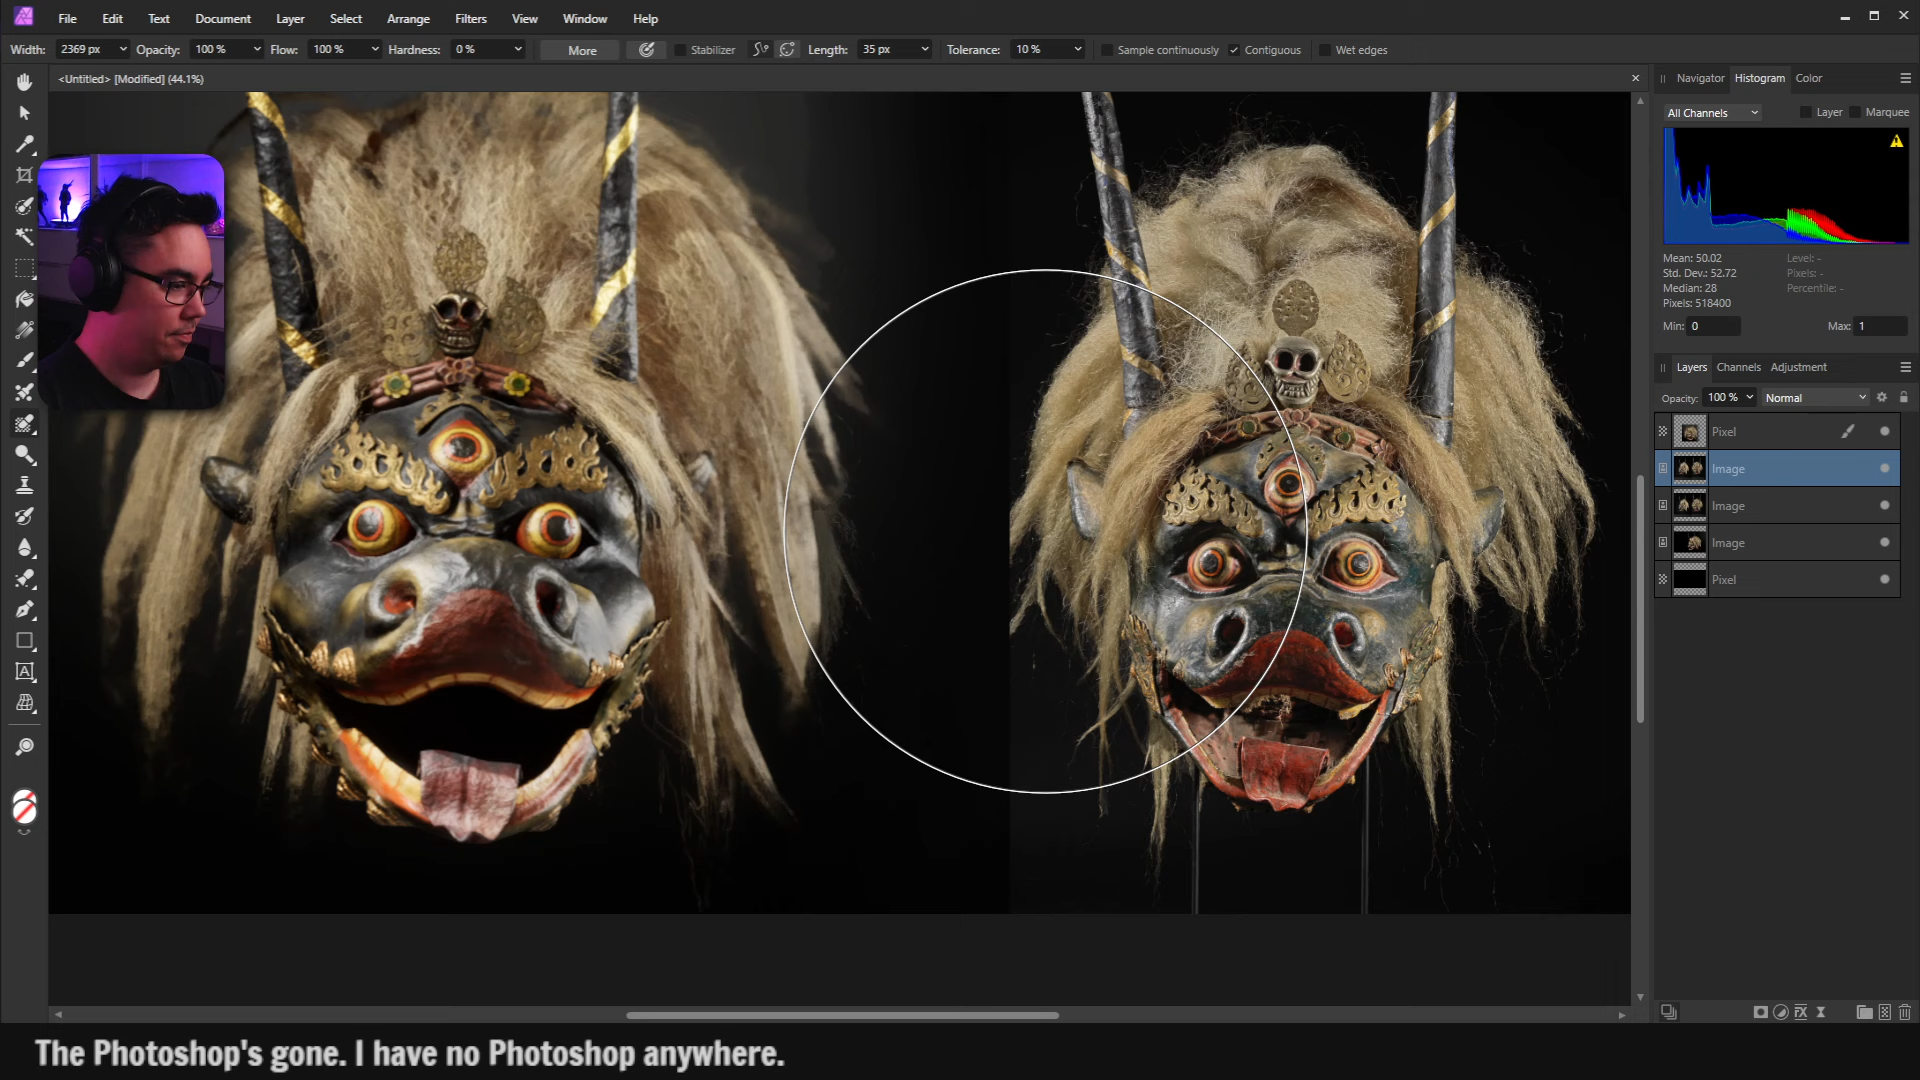 File Edit Text Document Layer Select Arrange Filters View Window Help
Width: 2369 px Opacity: 100 % Flow: 100 % Hardness: 0 % More Stabilizer Length: 35 px Tolerance: 10 % Sample continuously Contiguous Wet edges
<Untitled> [Modified] (44.1%)
Navigator Histogram Color
All Channels Layer Marquee
Mean: 50.02 Level: -
Std. Dev.: 52.72 Pixels: -
Median: 28 Percentile: -
Pixels: 518400
Min: 0 Max: 1
Layers Channels Adjustment
Opacity: 100 % Normal
Pixel
Image
Image
Image
Pixel
The Photoshop's gone. I have no Photoshop anywhere.